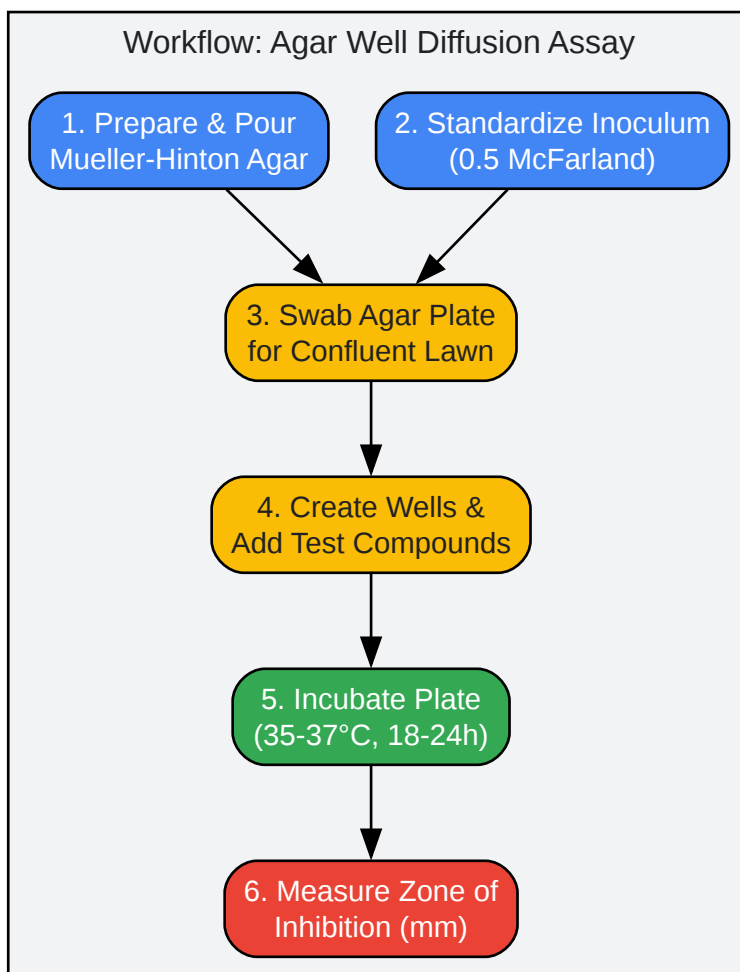 Workflow: Agar Well Diffusion Assay
1. Prepare & Pour
Mueller-Hinton Agar
2. Standardize Inoculum
(0.5 McFarland)
3. Swab Agar Plate
for Confluent Lawn
4. Create Wells &
Add Test Compounds
5. Incubate Plate
(35-37°C, 18-24h)
6. Measure Zone of
Inhibition (mm)